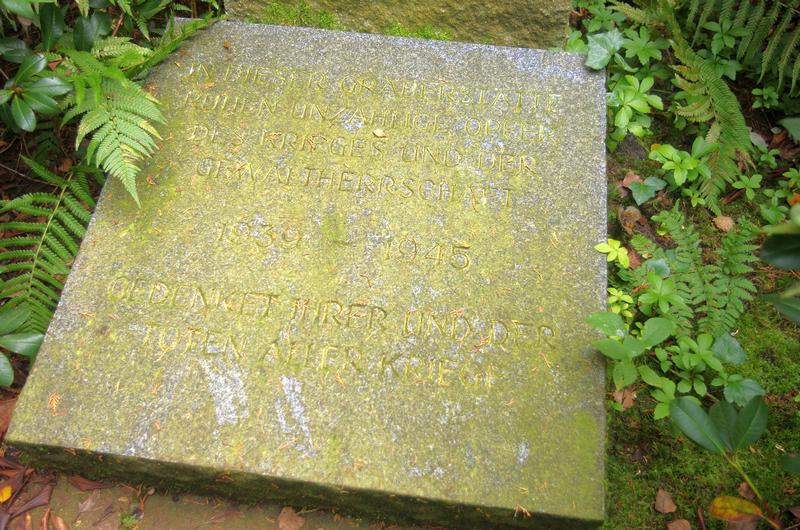 IN DIESER GRÄBERSTÄTTE
RUHEN UNZÄHLIGE OPFER
DES KRIEGES UND DER
GEWALTHERRSCHAFT
1939 - 1945
GEDENKET IHRER UND DER
TOTEN ALLER KRIEGE